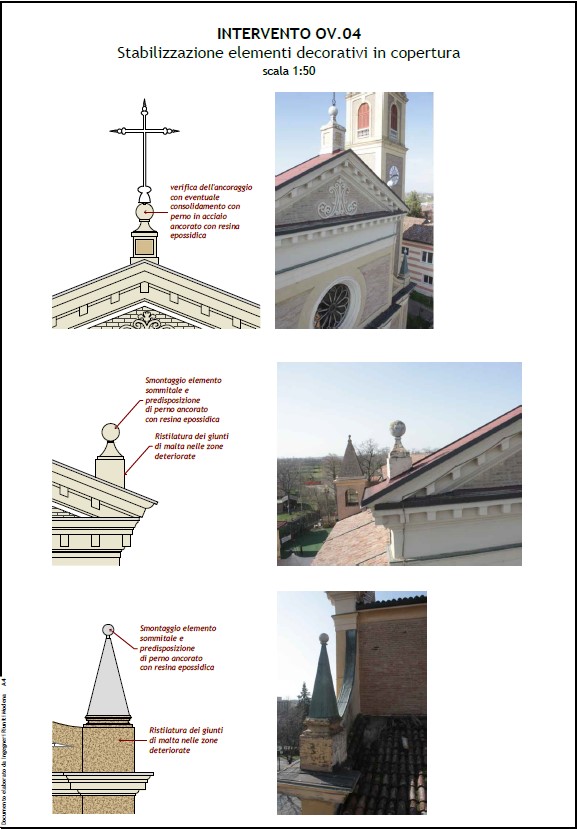 INTERVENTO OV.04
Stabilizzazione elementi decorativi in copertura
scala 1:50
verifica dell'ancoraggio
con eventuale
consolidamento con
perno in acciaio
ancorato con resina
epossidica
Smontaggio elemento
sommitale e
predisposizione
di perno ancorato
con resina epossidica
Ristilatura dei giunti
di malta nelle zone
deteriorate
Smontaggio elemento
sommitale e
predisposizione
di perno ancorato
con resina epossidica
Ristilatura dei giunti
di malta nelle zone
deteriorate
Documento elaborato da Ingegneri Riuniti Modena A4